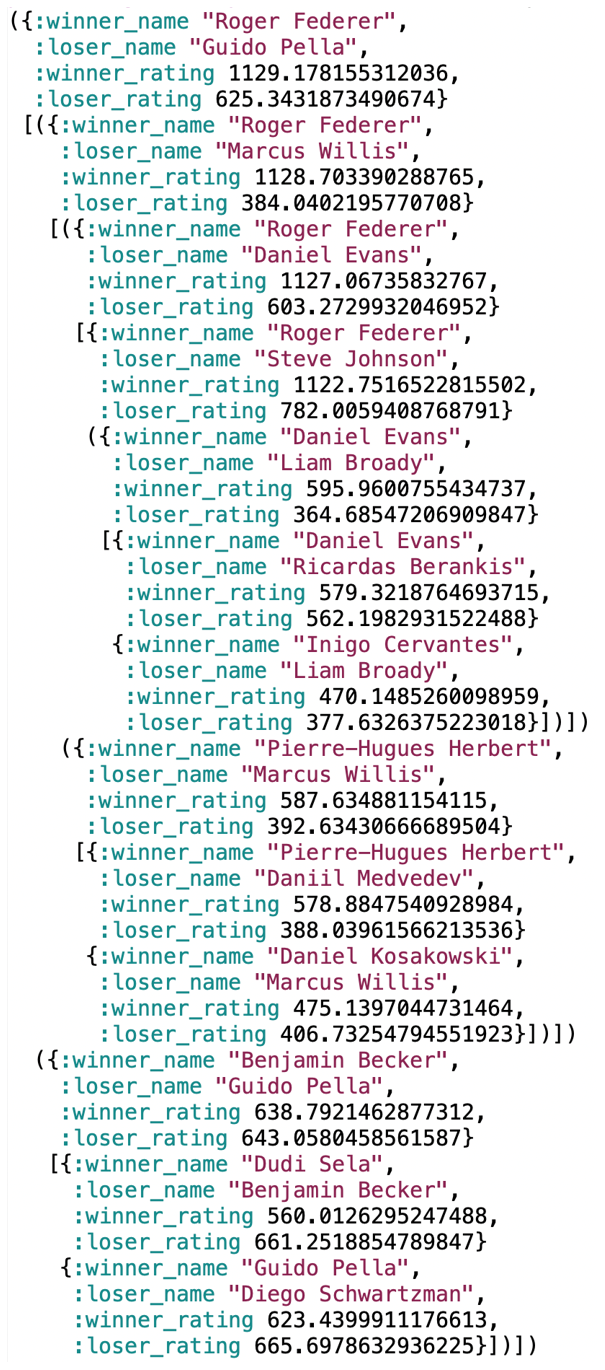 ({:winner_name "Roger Federer",
:loser_name "Guido Pella",
:winner_rating 1129.178155312036,
:loser_rating 625.3431873490674}
[({:winner_name "Roger Federer",
:loser_name "Marcus Willis",
:winner_rating 1128.703390288765,
:loser_rating 384.0402195770708}
[({:winner_name "Roger Federer",
:loser_name "Daniel Evans",
:winner_rating 1127.06735832767,
:loser_rating 603.2729932046952}
[{:winner_name "Roger Federer",
:loser_name "Steve Johnson",
:winner_rating 1122.7516522815502,
:loser_rating 782.0059408768791}
({:winner_name "Daniel Evans",
:loser_name "Liam Broady",
:winner_rating 595.9600755434737,
:loser_rating 364.68547206909847}
[{:winner_name "Daniel Evans",
:loser_name "Ricardas Berankis",
:winner_rating 579.3218764693715,
:loser_rating 562.1982931522488}
{:winner_name "Inigo Cervantes",
:loser_name "Liam Broady",
:winner_rating 470.1485260098959,
:loser_rating 377.6326375223018}])])
({:winner_name "Pierre-Hugues Herbert",
:loser_name "Marcus Willis",
:winner_rating 587.634881154115,
:loser_rating 392.63430666689504}
[{:winner_name "Pierre-Hugues Herbert",
:loser_name "Daniil Medvedev",
:winner_rating 578.8847540928984,
:loser_rating 388.03961566213536}
{:winner_name "Daniel Kosakowski",
:loser_name "Marcus Willis",
:winner_rating 475.1397044731464,
:loser_rating 406.73254794551923}])])
({:winner_name "Benjamin Becker",
:loser_name "Guido Pella",
:winner_rating 638.7921462877312,
:loser_rating 643.0580458561587}
[{:winner_name "Dudi Sela",
:loser_name "Benjamin Becker",
:winner_rating 560.0126295247488,
:loser_rating 661.2518854789847}
{:winner_name "Guido Pella",
:loser_name "Diego Schwartzman",
:winner_rating 623.4399911176613,
:loser_rating 665.6978632936225}])])